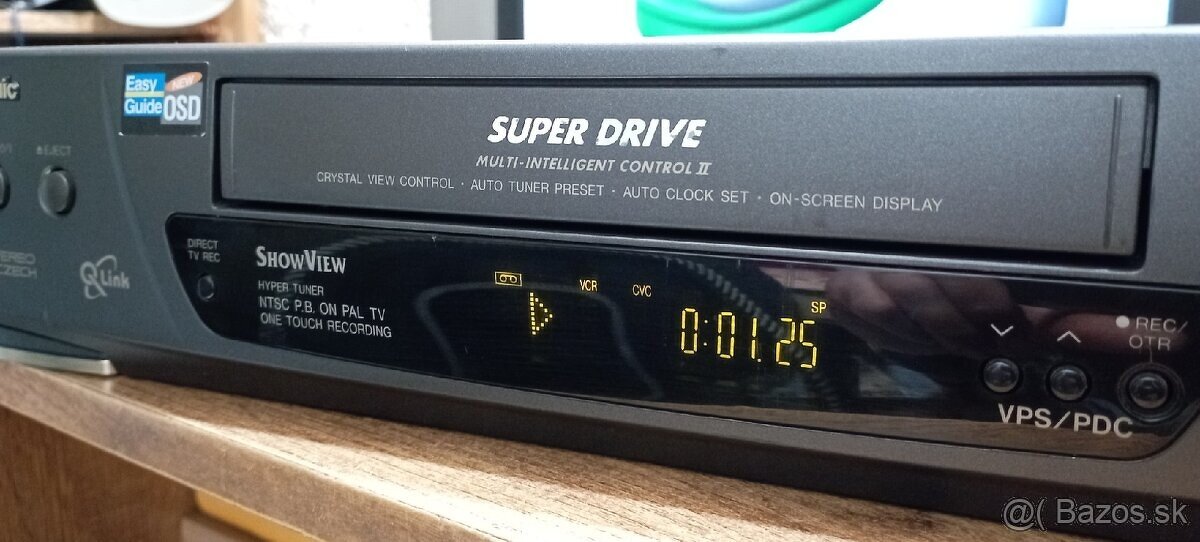 nic
Easy
Guide
NEW
OSD
EJECT
SUPER DRIVE
MULTI-INTELLIGENT CONTROL II
CRYSTAL VIEW CONTROL · AUTO TUNER PRESET · AUTO CLOCK SET · ON-SCREEN DISPLAY
DIRECT
TV REC
SHOWVIEW
HYPER TUNER
NTSC P.B. ON PAL TV
ONE TOUCH RECORDING
Q Link
CZECH
VCR
CVC
SP
0:01.25
REC/
OTR
VPS/PDC
@( Bazos.sk